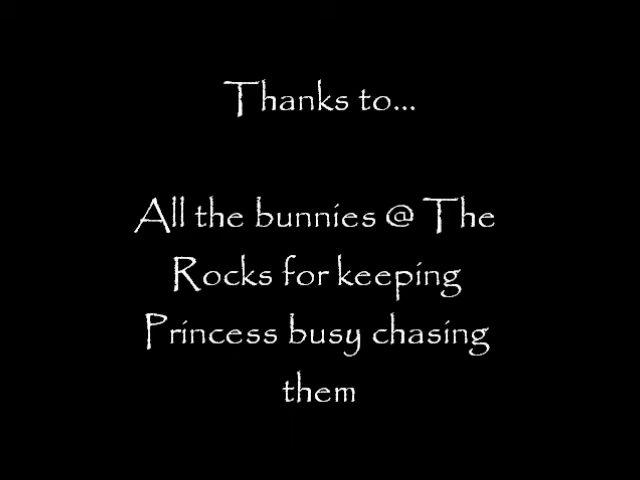 Thanks to...
All the bunnies @ The
Rocks for keeping
Princess busy chasing
them